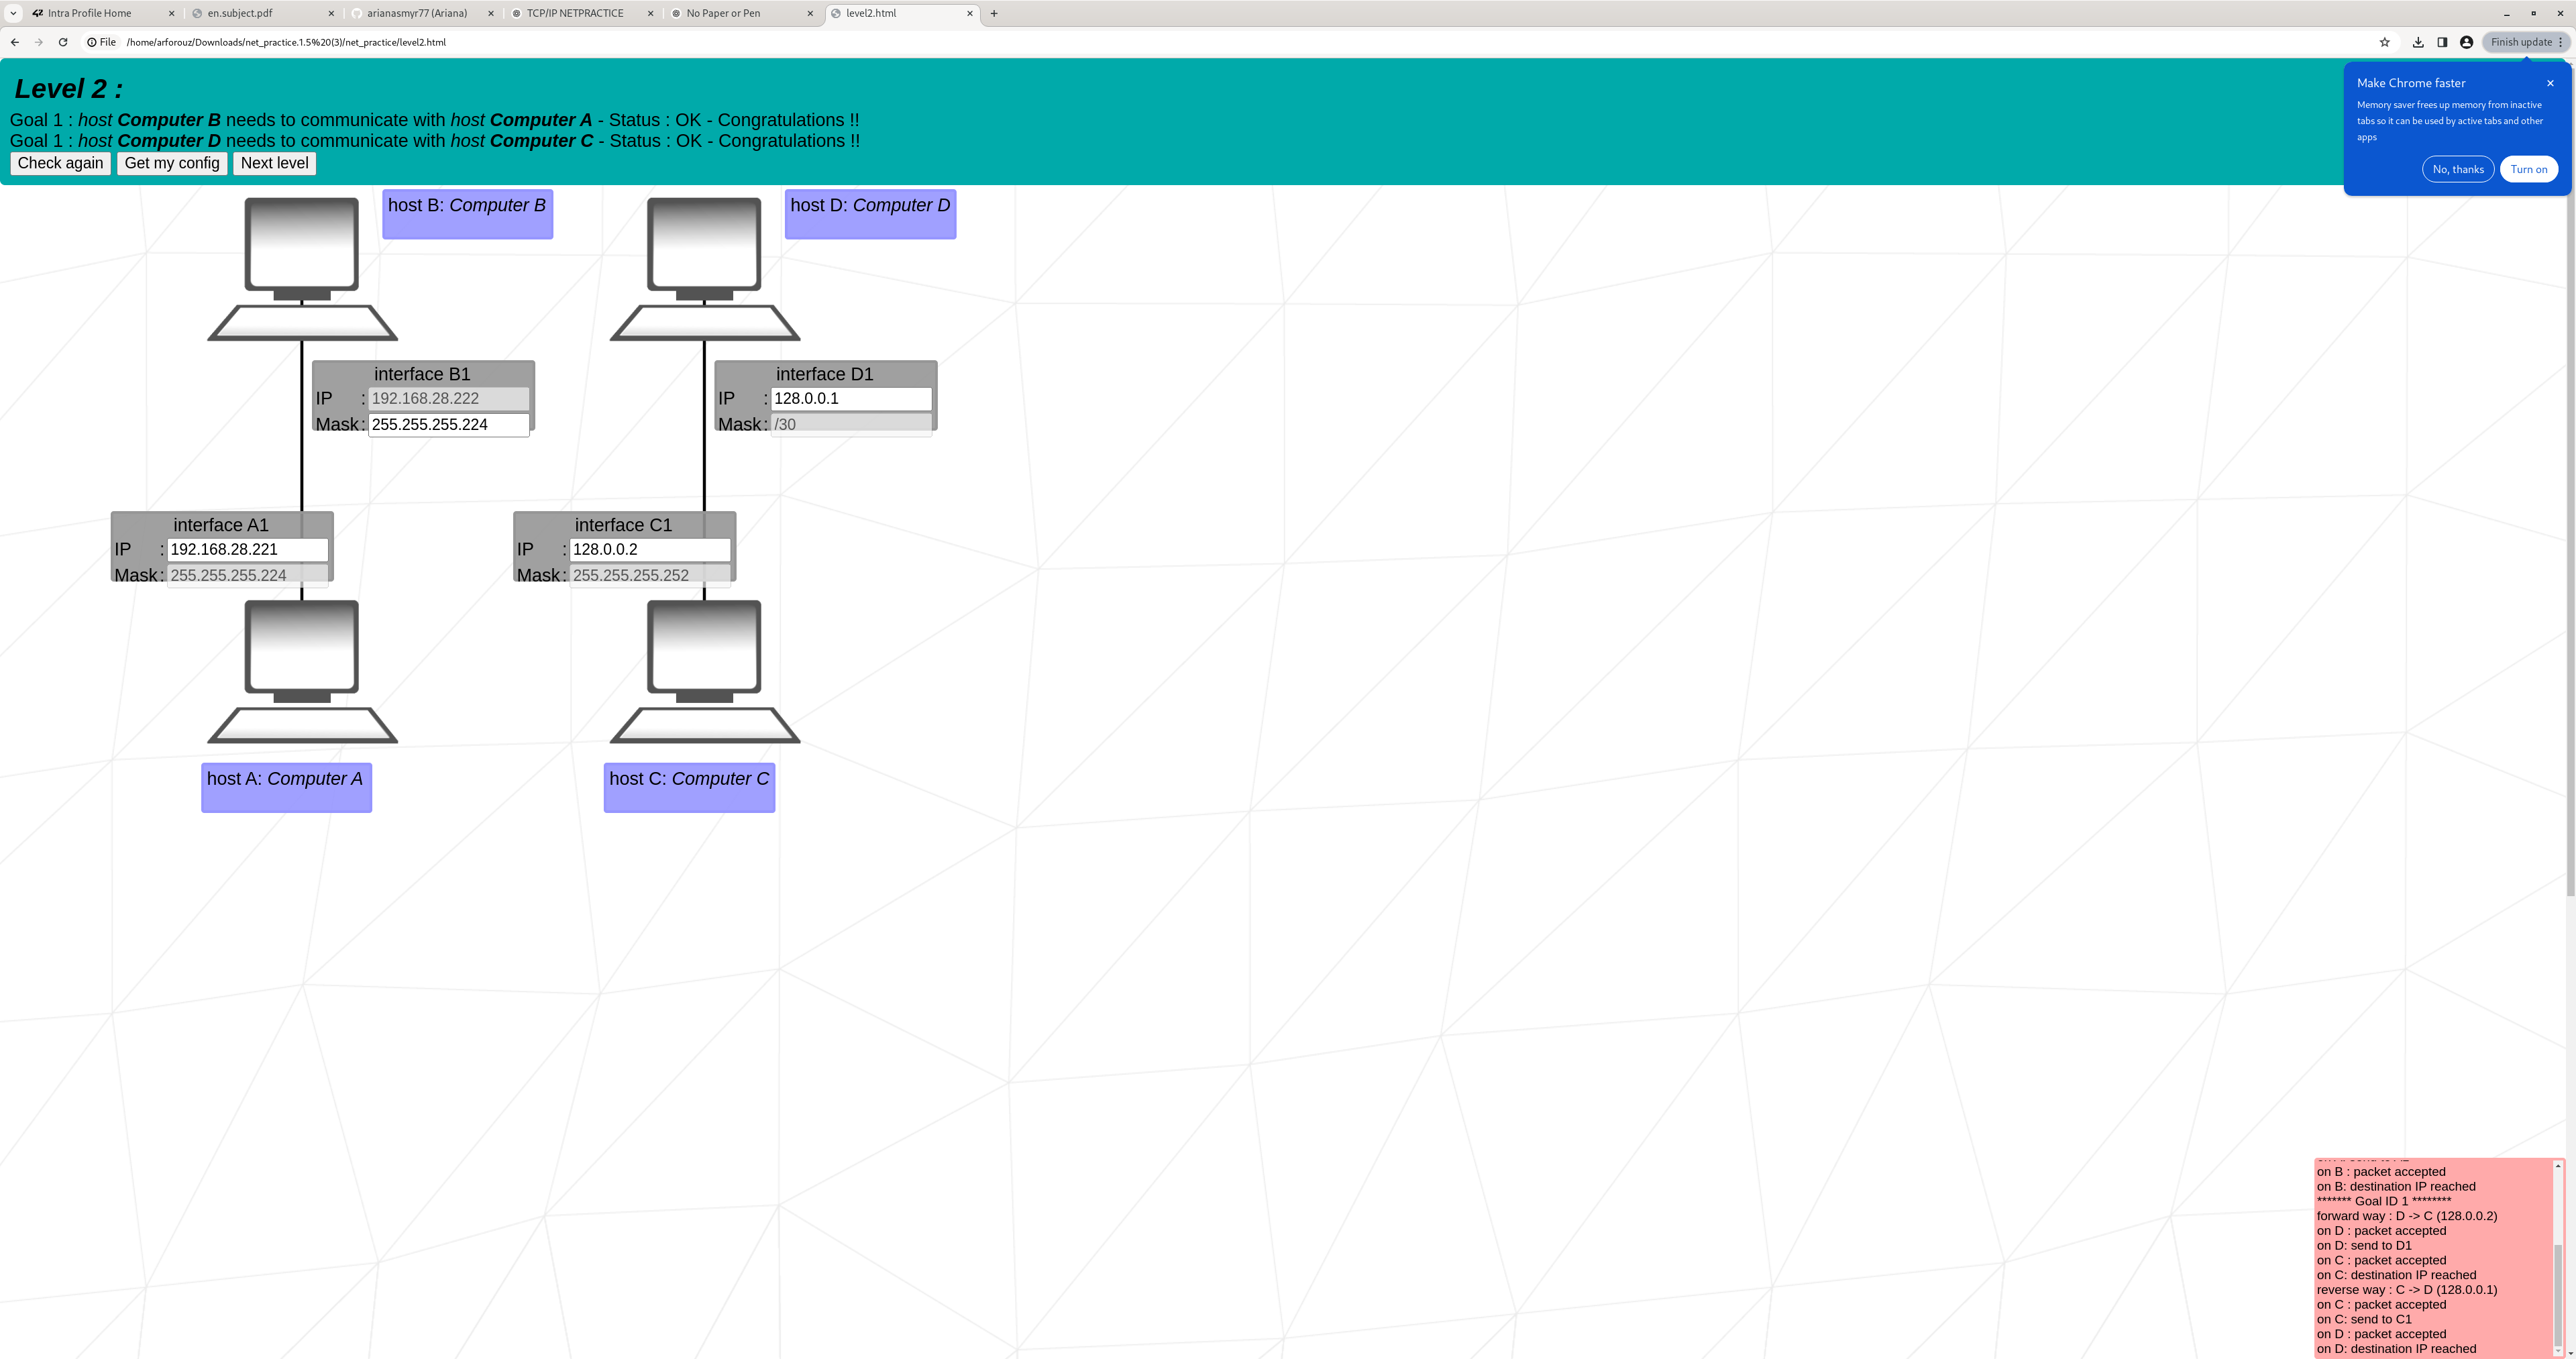 Intra Profile Home
en.subject.pdf
arianasmyr77 (Ariana)
TCP/IP NETPRACTICE
No Paper or Pen
level2.html
File
/home/arforouz/Downloads/net_practice.1.5%20(3)/net_practice/level2.html
Finish update
Make Chrome faster
Memory saver frees up memory from inactive
tabs so it can be used by active tabs and other
apps
No, thanks
Turn on
Level 2 :
Goal 1 : host Computer B needs to communicate with host Computer A - Status : OK - Congratulations !!
Goal 1 : host Computer D needs to communicate with host Computer C - Status : OK - Congratulations !!
Check again
Get my config
Next level
host B: Computer B
host D: Computer D
interface B1
IP : 192.168.28.222
Mask : 255.255.255.224
interface D1
IP : 128.0.0.1
Mask : /30
interface A1
IP : 192.168.28.221
Mask : 255.255.255.224
interface C1
IP : 128.0.0.2
Mask : 255.255.255.252
host A: Computer A
host C: Computer C
on B : packet accepted
on B: destination IP reached
******* Goal ID 1 ********
forward way : D -> C (128.0.0.2)
on D : packet accepted
on D: send to D1
on C : packet accepted
on C: destination IP reached
reverse way : C -> D (128.0.0.1)
on C : packet accepted
on C: send to C1
on D : packet accepted
on D: destination IP reached